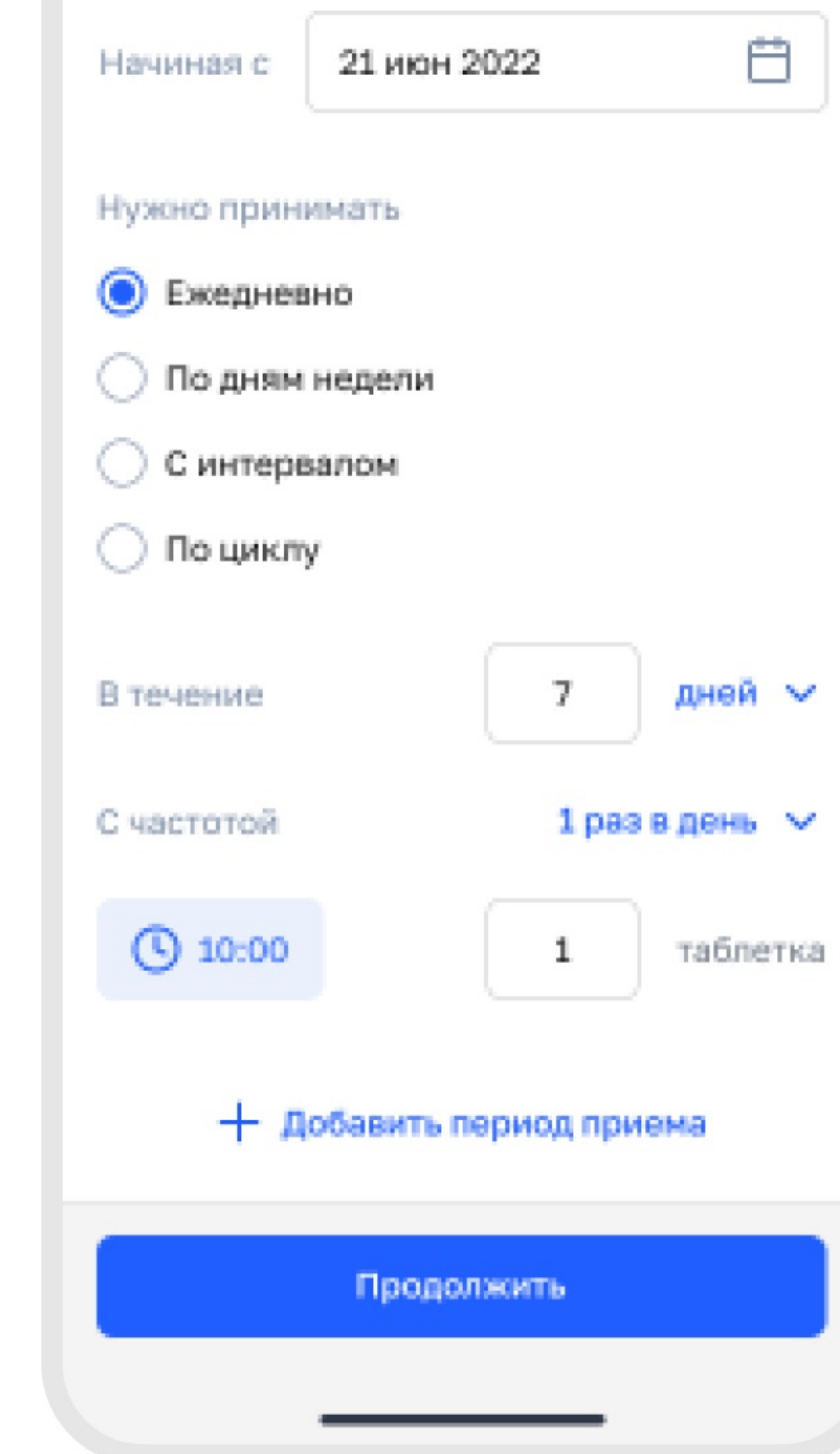 Начиная с 21 июн 2022
Нужно принимать
Ежедневно
По дням недели
С интервалом
По циклу
В течение 7 дней
С частотой 1 раз в день
10:00 1 таблетка
Добавить период приема
Продолжить